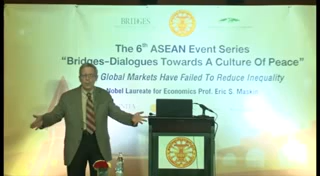 BRIDGES
The 6th ASEAN Event Series
"Bridges-Dialogues Towards A Culture Of Peace"
Global Markets Have Failed To Reduce Inequality
Nobel Laureate for Economics Prof. Eric S. Maskin